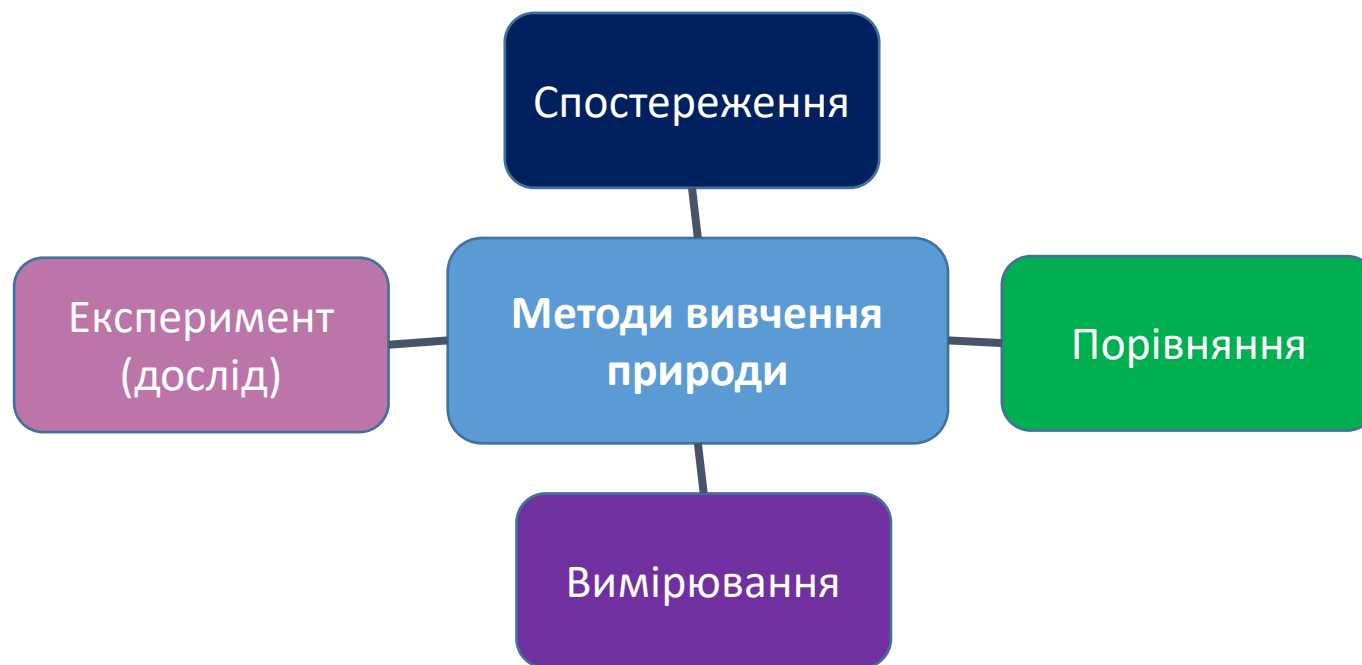 Спостереження
Експеримент
(дослід)
Методи вивчення
природи
Порівняння
Вимірювання